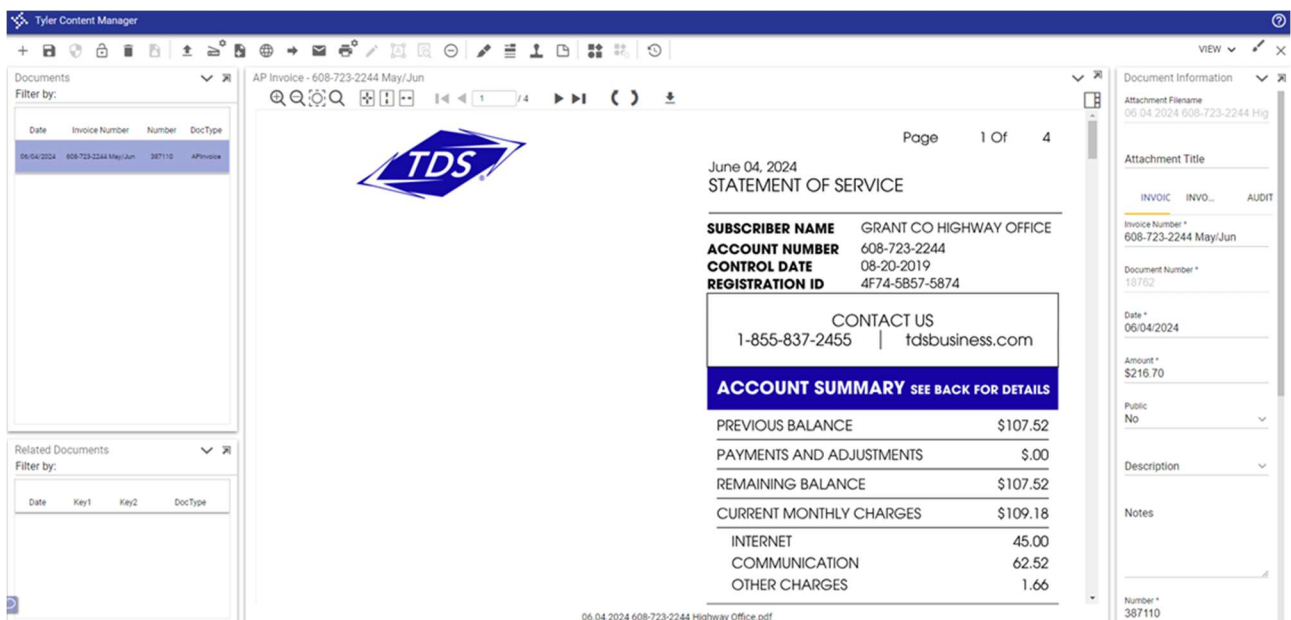 Tyler Content Manager
VIEW
Documents
Filter by:
Date Invoice Number Number DocType
06/04/2024 608-723-2244 May/Jun 387110 APInvoice
Related Documents
Filter by:
Date Key1 Key2 DocType
AP Invoice - 608-723-2244 May/Jun
1 /4
TDS
Page 1 Of 4
June 04, 2024
STATEMENT OF SERVICE
SUBSCRIBER NAME GRANT CO HIGHWAY OFFICE
ACCOUNT NUMBER 608-723-2244
CONTROL DATE 08-20-2019
REGISTRATION ID 4F74-5B57-5874
CONTACT US
1-855-837-2455 | tdsbusiness.com
ACCOUNT SUMMARY SEE BACK FOR DETAILS
PREVIOUS BALANCE $107.52
PAYMENTS AND ADJUSTMENTS $.00
REMAINING BALANCE $107.52
CURRENT MONTHLY CHARGES $109.18
INTERNET 45.00
COMMUNICATION 62.52
OTHER CHARGES 1.66
06.04.2024 608-723-2244 Highway Office.pdf
Document Information
Attachment Filename
06.04.2024 608-723-2244 Hig
Attachment Title
INVOIC INVO... AUDIT
Invoice Number *
608-723-2244 May/Jun
Document Number *
18762
Date *
06/04/2024
Amount *
$216.70
Public
No
Description
Notes
Number *
387110